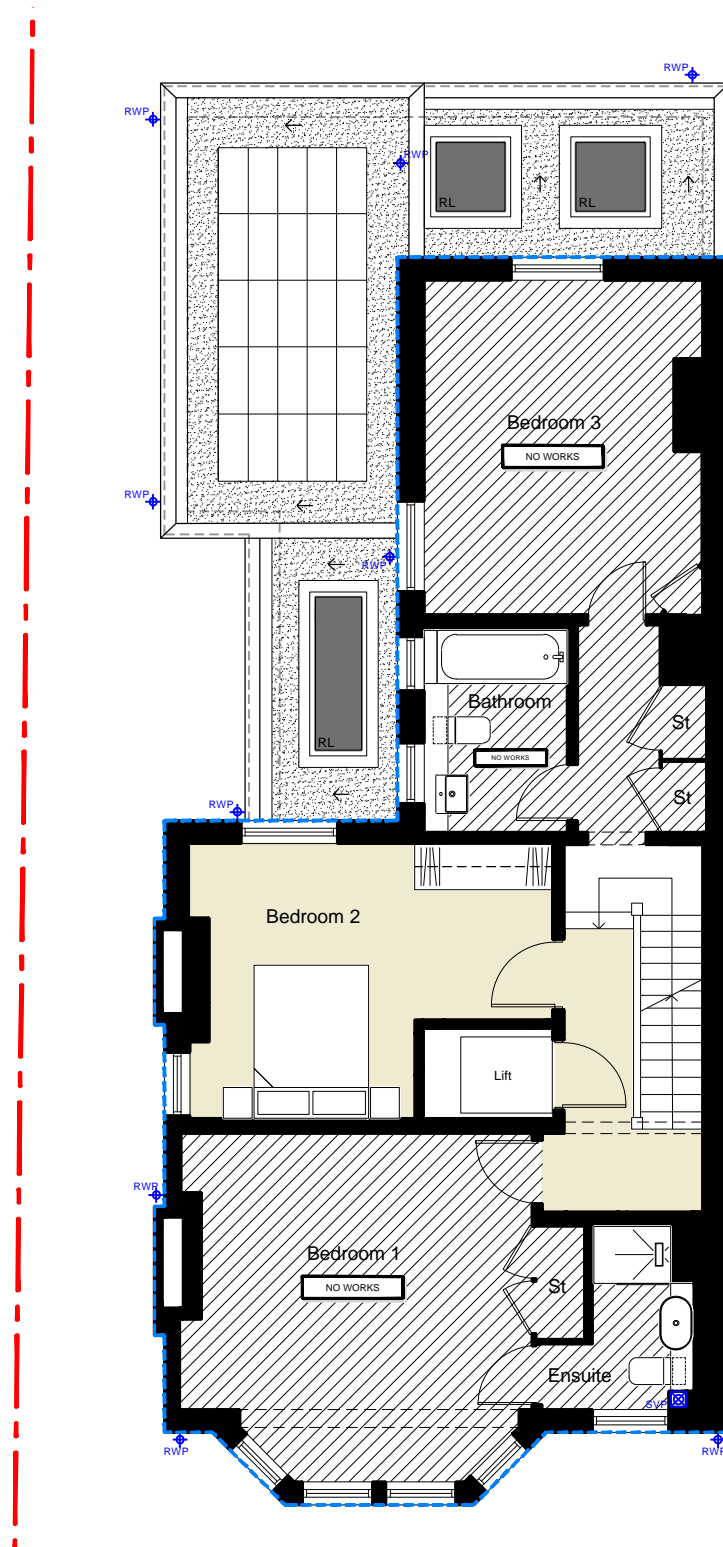 RWP
RWP
RWP
RL
RL
Bedroom 3
NO WORKS
RWP
RWP
Bathroom
St
RL
NO WORKS
St
RWP
Bedroom 2
Lift
RWP
Bedroom 1
NO WORKS
St
Ensuite
SVP
RWP
RWP